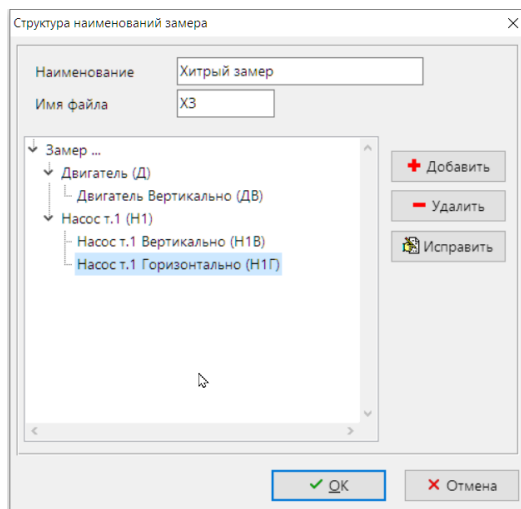 Структура наименований замера
Наименование Хитрый замер
Имя файла ХЗ
Замер ...
Двигатель (Д)
Двигатель Вертикально (ДВ)
Насос т.1 (Н1)
Насос т.1 Вертикально (Н1В)
Насос т.1 Горизонтально (Н1Г)
Добавить
Удалить
Исправить
OK
Отмена